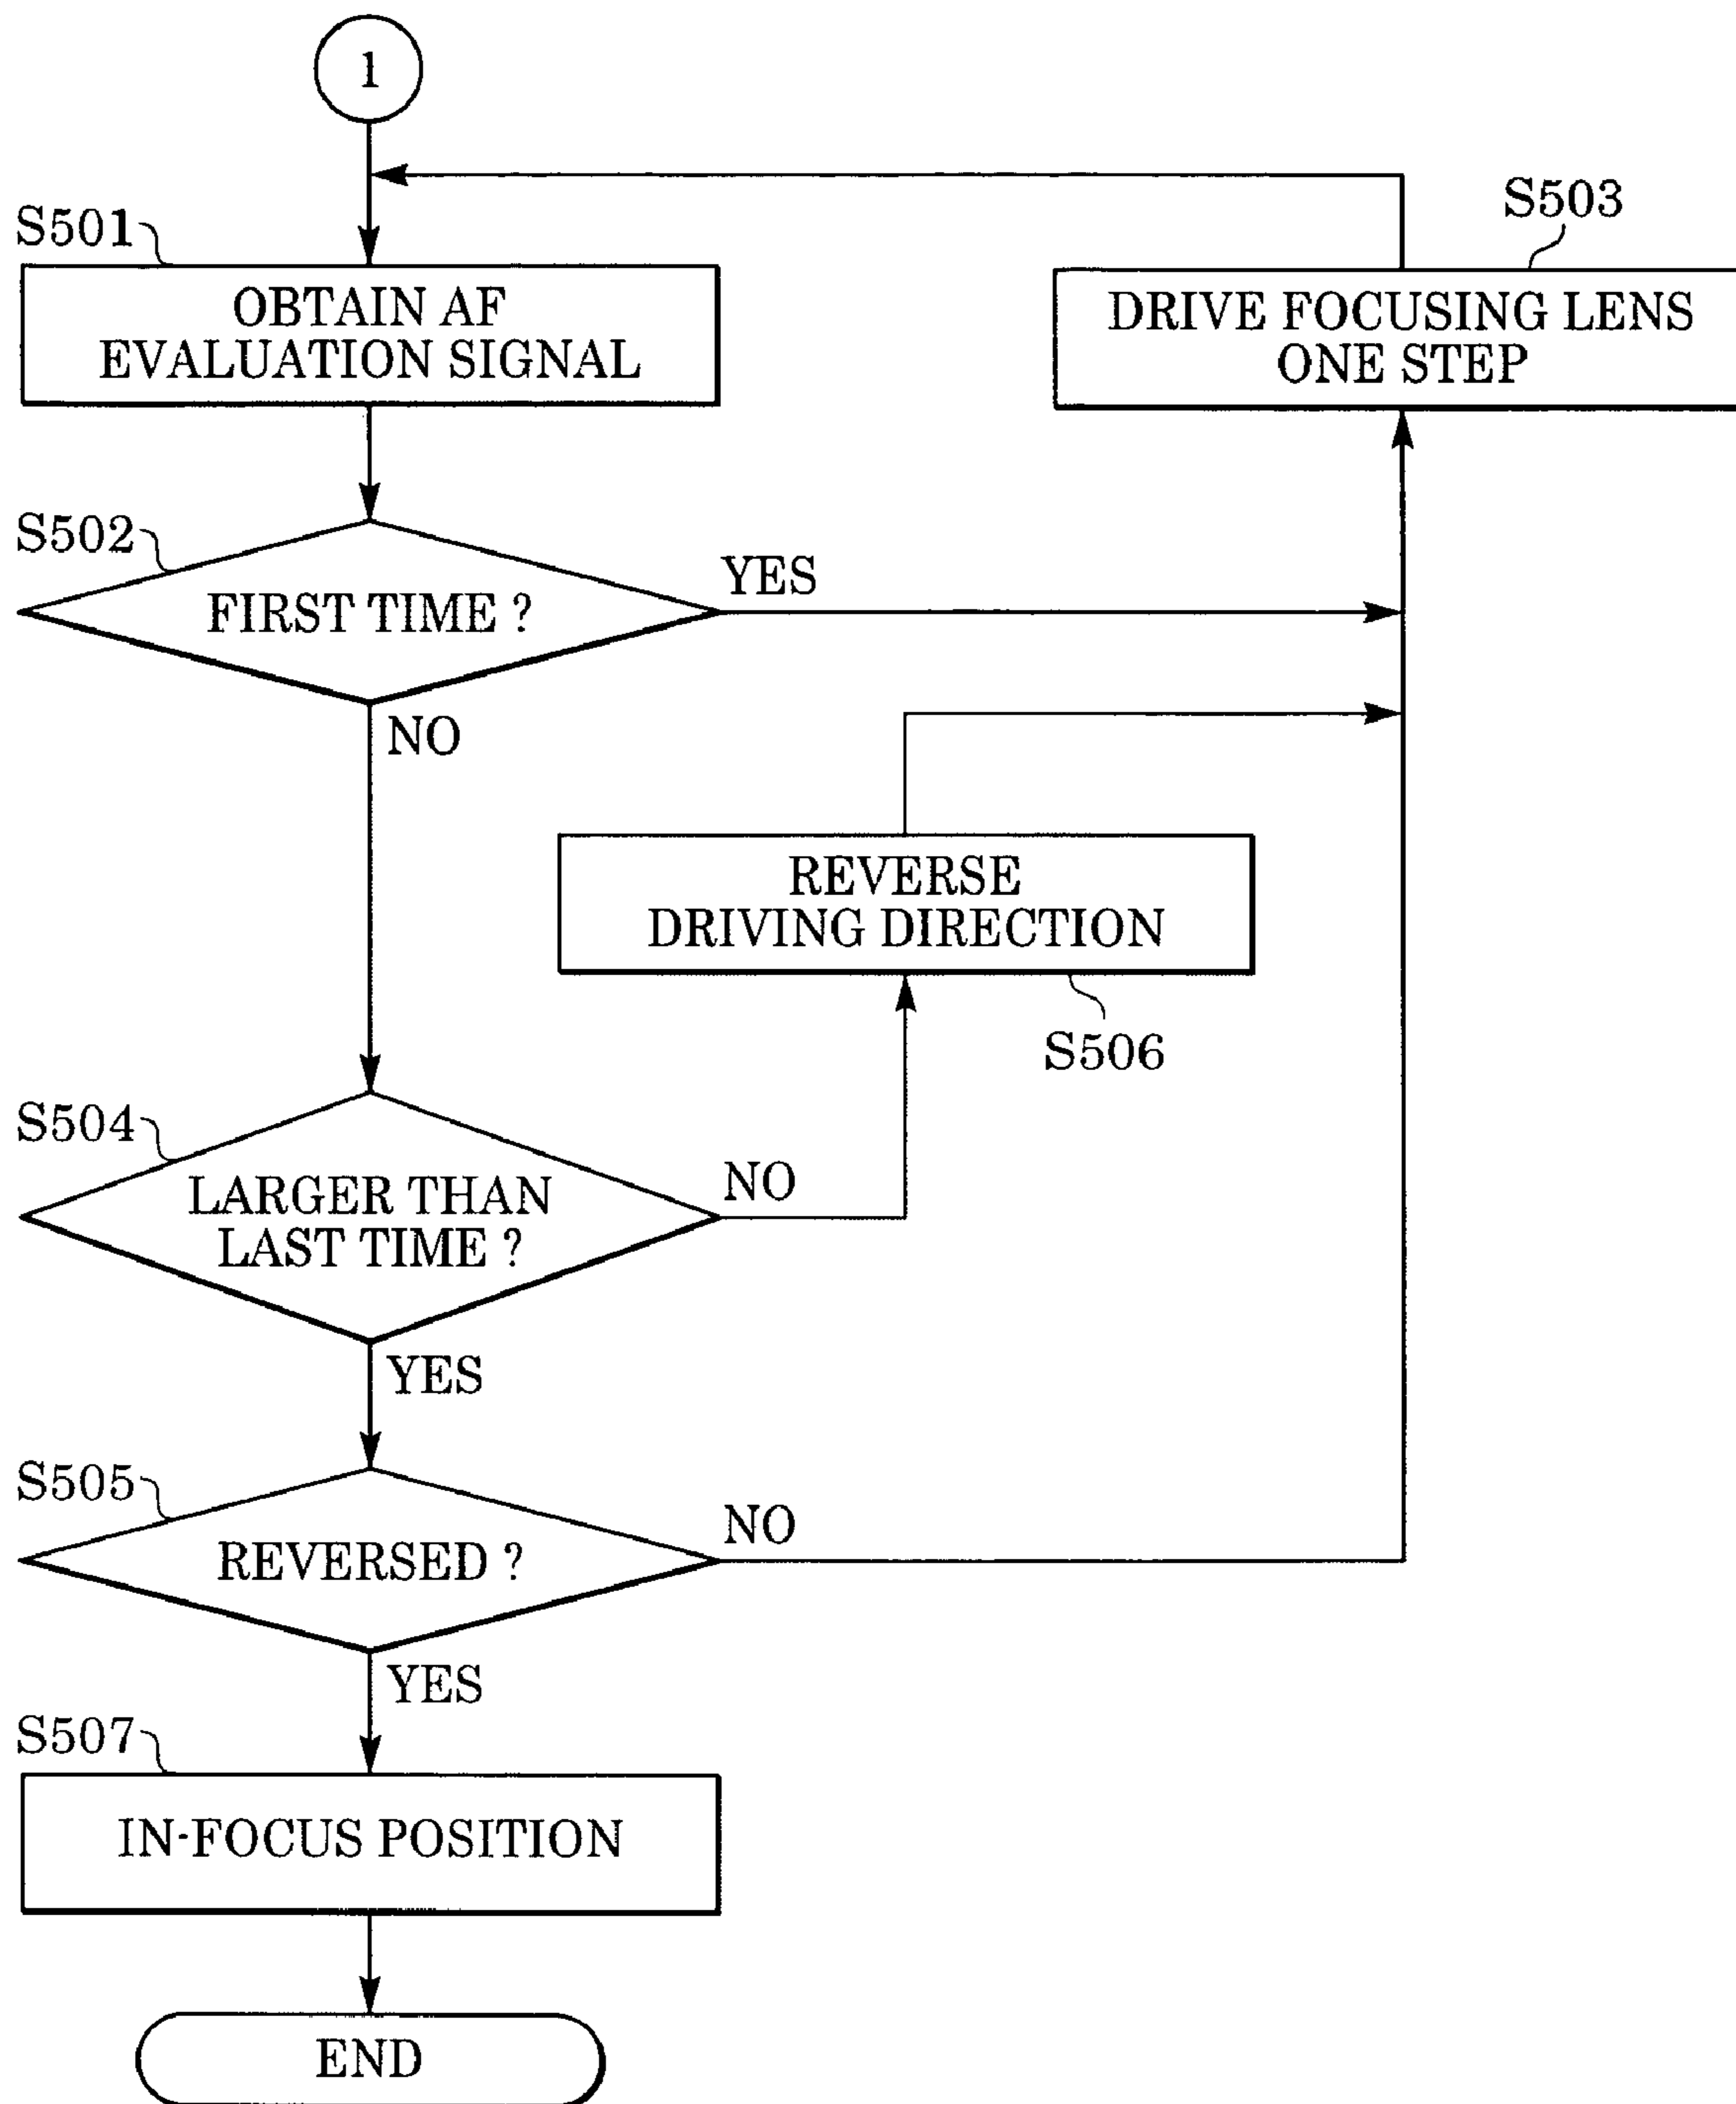 1
S501
OBTAIN AF
EVALUATION SIGNAL
S503
DRIVE FOCUSING LENS
ONE STEP
S502
FIRST TIME ?
YES
NO
REVERSE
DRIVING DIRECTION
S506
S504
LARGER THAN
LAST TIME ?
NO
YES
S505
REVERSED ?
NO
YES
S507
IN-FOCUS POSITION
END